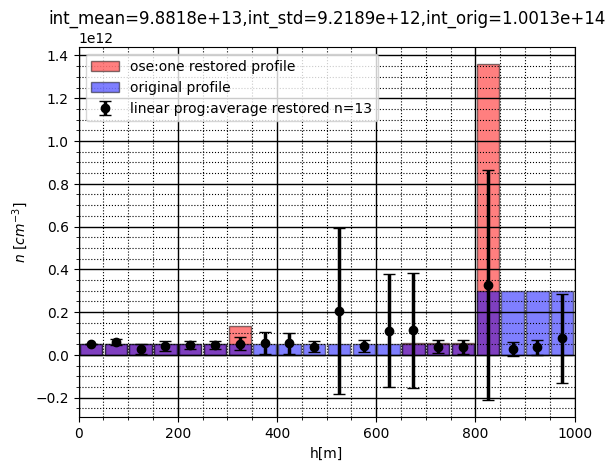 int_mean=9.8818e+13,int_std=9.2189e+12,int_orig=1.0013e+14
1e12
ose:one restored profile
original profile
linear prog:average restored n=13
1.4
1.2
1.0
0.8
0.6
0.4
0.2
0.0
−0.2
n [cm⁻³]
0 200 400 600 800 1000
h[m]